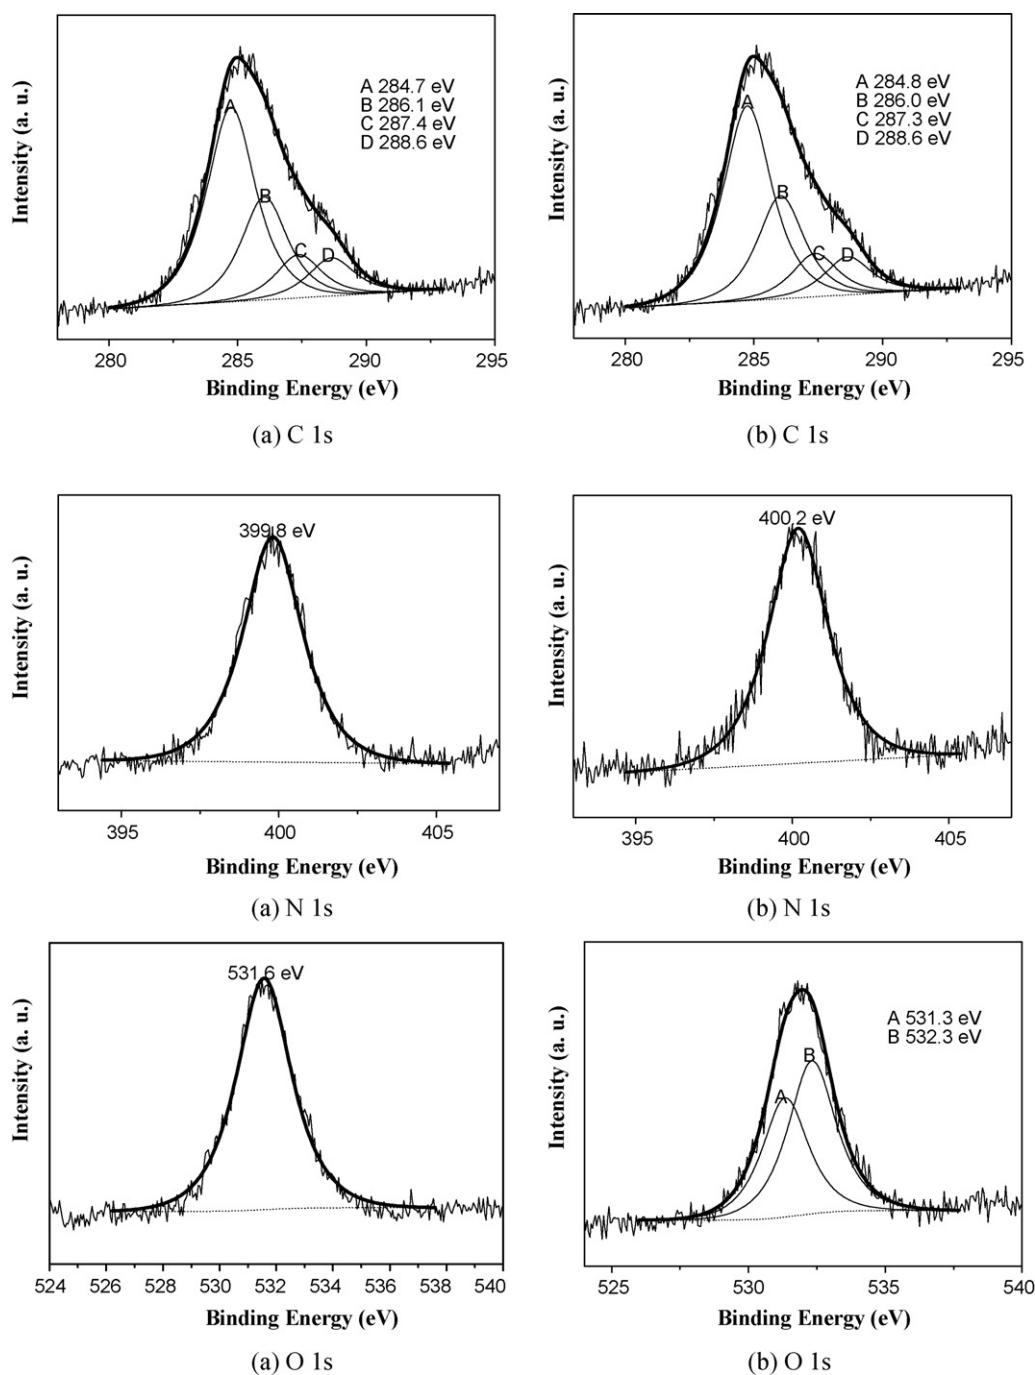 Intensity (a. u.)
A 284.7 eV
B 286.1 eV
C 287.4 eV
D 288.6 eV
A
B
C
D
280 285 290 295
Binding Energy (eV)
(a) C 1s
Intensity (a. u.)
A 284.8 eV
B 286.0 eV
C 287.3 eV
D 288.6 eV
A
B
C
D
280 285 290 295
Binding Energy (eV)
(b) C 1s
Intensity (a. u.)
399.8 eV
395 400 405
Binding Energy (eV)
(a) N 1s
Intensity (a. u.)
400.2 eV
395 400 405
Binding Energy (eV)
(b) N 1s
Intensity (a. u.)
531.6 eV
524 526 528 530 532 534 536 538 540
Binding Energy (eV)
(a) O 1s
Intensity (a. u.)
A 531.3 eV
B 532.3 eV
B
A
525 530 535 540
Binding Energy (eV)
(b) O 1s